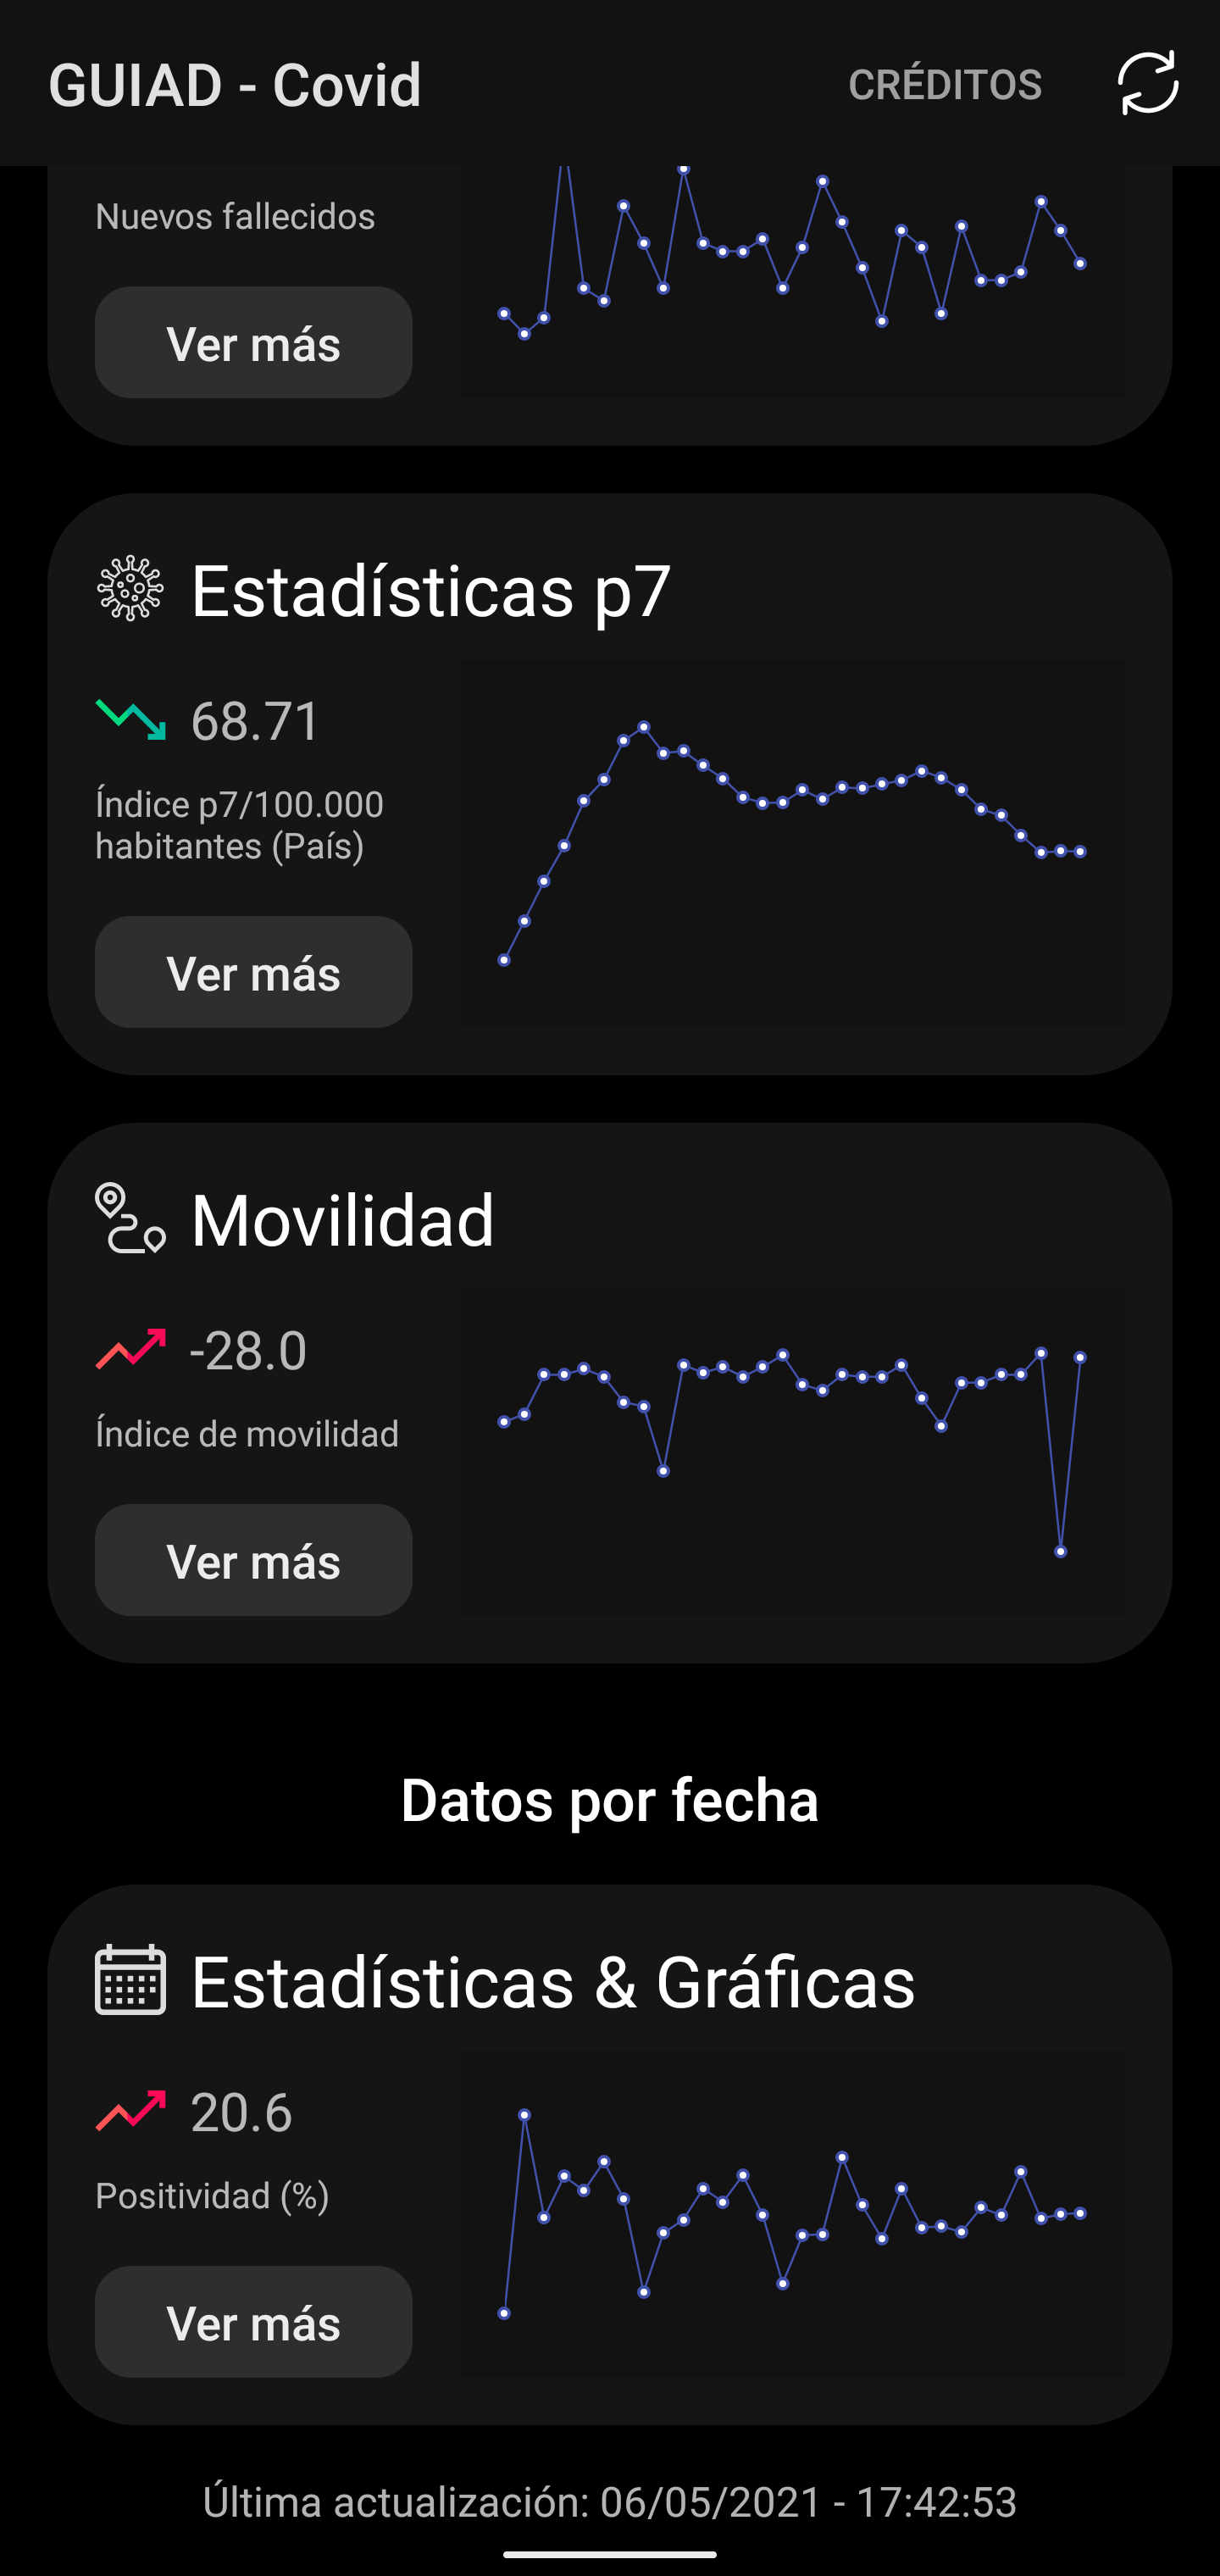 GUIAD - Covid
CRÉDITOS
Nuevos fallecidos
Ver más
Estadísticas p7
68.71
Índice p7/100.000
habitantes (País)
Ver más
Movilidad
-28.0
Índice de movilidad
Ver más
Datos por fecha
Estadísticas & Gráficas
20.6
Positividad (%)
Ver más
Última actualización: 06/05/2021 - 17:42:53